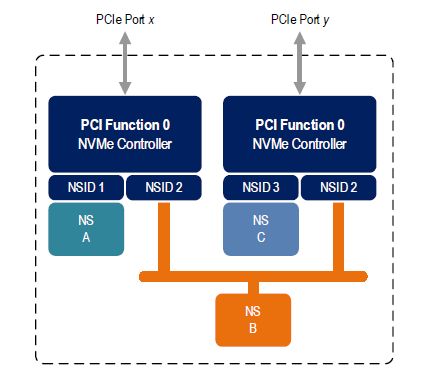 PCIe Port x
PCIe Port y
PCI Function 0
NVMe Controller
PCI Function 0
NVMe Controller
NSID 1
NSID 2
NSID 3
NSID 2
NS
A
NS
C
NS
B